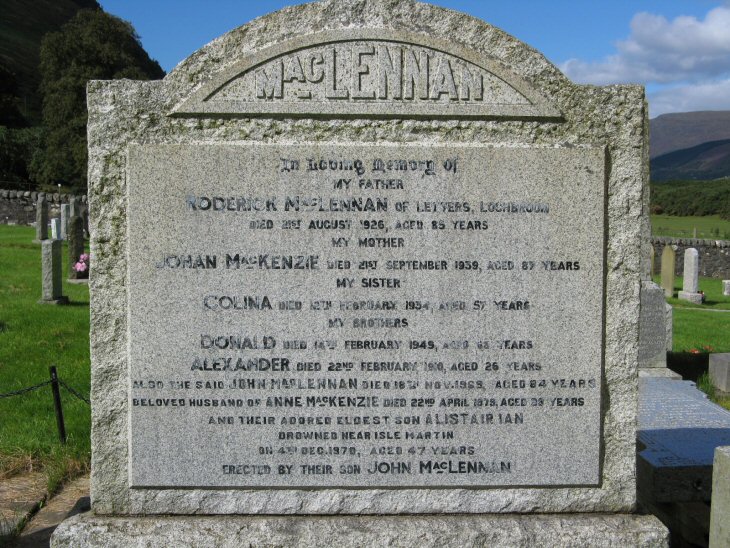 MACLENNAN
In Loving Memory of
MY FATHER
RODERICK MACLENNAN OF LETTERS, LOCHBROOM
DIED 21ST AUGUST 1926, AGED 85 YEARS
MY MOTHER
JOHAN MACKENZIE DIED 21ST SEPTEMBER 1939, AGED 87 YEARS
MY SISTER
COLINA DIED 12TH FEBRUARY 1934, AGED 57 YEARS
MY BROTHERS
DONALD DIED 14TH FEBRUARY 1949, AGED YEARS
ALEXANDER DIED 22ND FEBRUARY 1910, AGED 26 YEARS
ALSO THE SAID JOHN MACLENNAN DIED 18TH NOV. 1969, AGED 84 YEARS
BELOVED HUSBAND OF ANNE MACKENZIE DIED 22ND APRIL 1979, AGED YEARS
AND THEIR ADORED ELDEST SON ALISTAIR IAN
DROWNED NEAR ISLE MARTIN
ON 4TH DEC. 1970, AGED 47 YEARS
ERECTED BY THEIR SON JOHN MACLENNAN